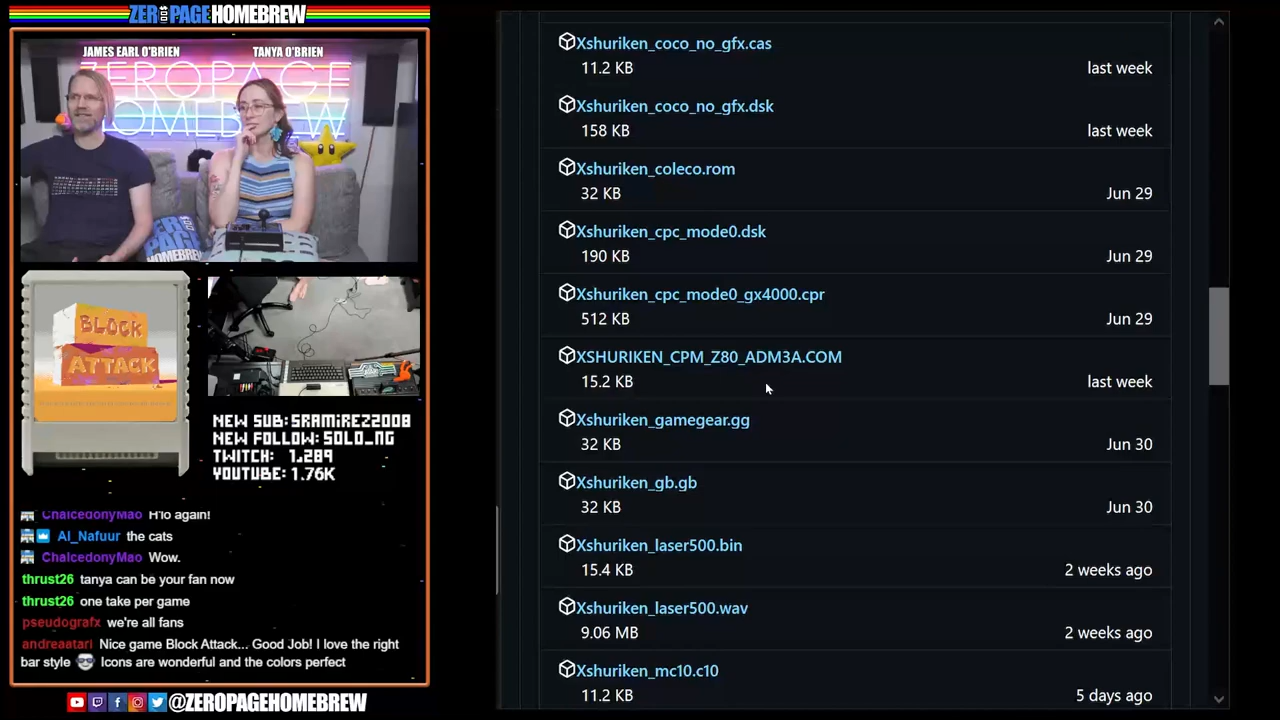 ZEROPAGE HOMEBREW
JAMES EARL O'BRIEN
TANYA O'BRIEN
ZEROPAGE
HOMEBREW
BLOCK
ATTACK
NEW SUB: SRAMIREZ2008
NEW FOLLOW: SOLO_NG
TWITCH: 1,289
YOUTUBE: 1.76K
ChalcedonyMao H'lo again!
Al_Nafuur the cats
ChalcedonyMao Wow.
thrust26 tanya can be your fan now
thrust26 one take per game
pseudografx we're all fans
andreaatari Nice game Block Attack... Good Job! I love the right
bar style 😎 Icons are wonderful and the colors perfect
@ZEROPAGEHOMEBREW
Xshuriken_coco_no_gfx.cas
11.2 KB last week
Xshuriken_coco_no_gfx.dsk
158 KB last week
Xshuriken_coleco.rom
32 KB Jun 29
Xshuriken_cpc_mode0.dsk
190 KB Jun 29
Xshuriken_cpc_mode0_gx4000.cpr
512 KB Jun 29
XSHURIKEN_CPM_Z80_ADM3A.COM
15.2 KB last week
Xshuriken_gamegear.gg
32 KB Jun 30
Xshuriken_gb.gb
32 KB Jun 30
Xshuriken_laser500.bin
15.4 KB 2 weeks ago
Xshuriken_laser500.wav
9.06 MB 2 weeks ago
Xshuriken_mc10.c10
11.2 KB 5 days ago